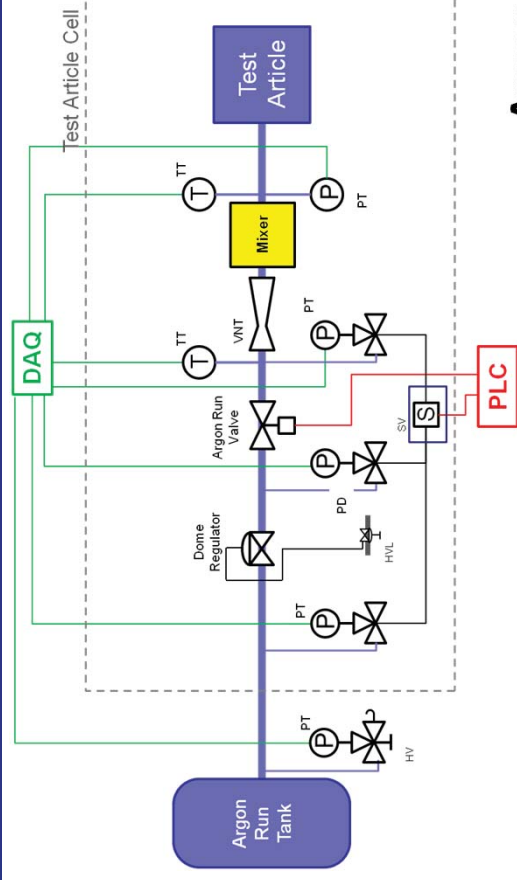 Test Article Cell
DAQ
Argon
Run
Tank
PT
P
HV
PT
P
Dome
Regulator
HVL
PD
P
Argon Run
Valve
TT
T
PT
P
VNT
SV
S
PLC
Mixer
TT
T
P
PT
Test
Article